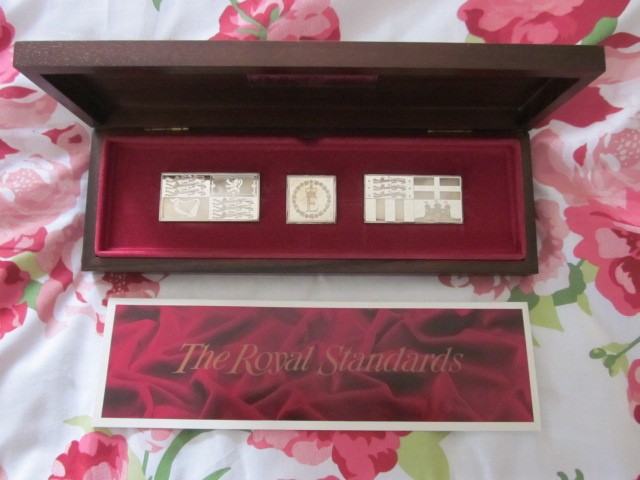 E
The Royal Standards